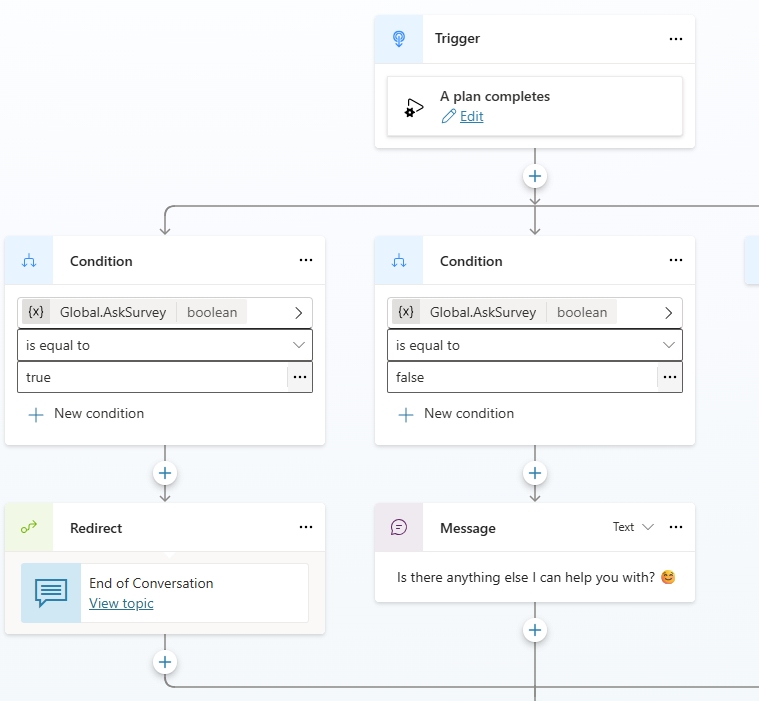 Trigger
A plan completes
Edit
Condition
{x} Global.AskSurvey boolean
is equal to
true
New condition
Condition
{x} Global.AskSurvey boolean
is equal to
false
New condition
Redirect
End of Conversation
View topic
Message Text
Is there anything else I can help you with? 😊